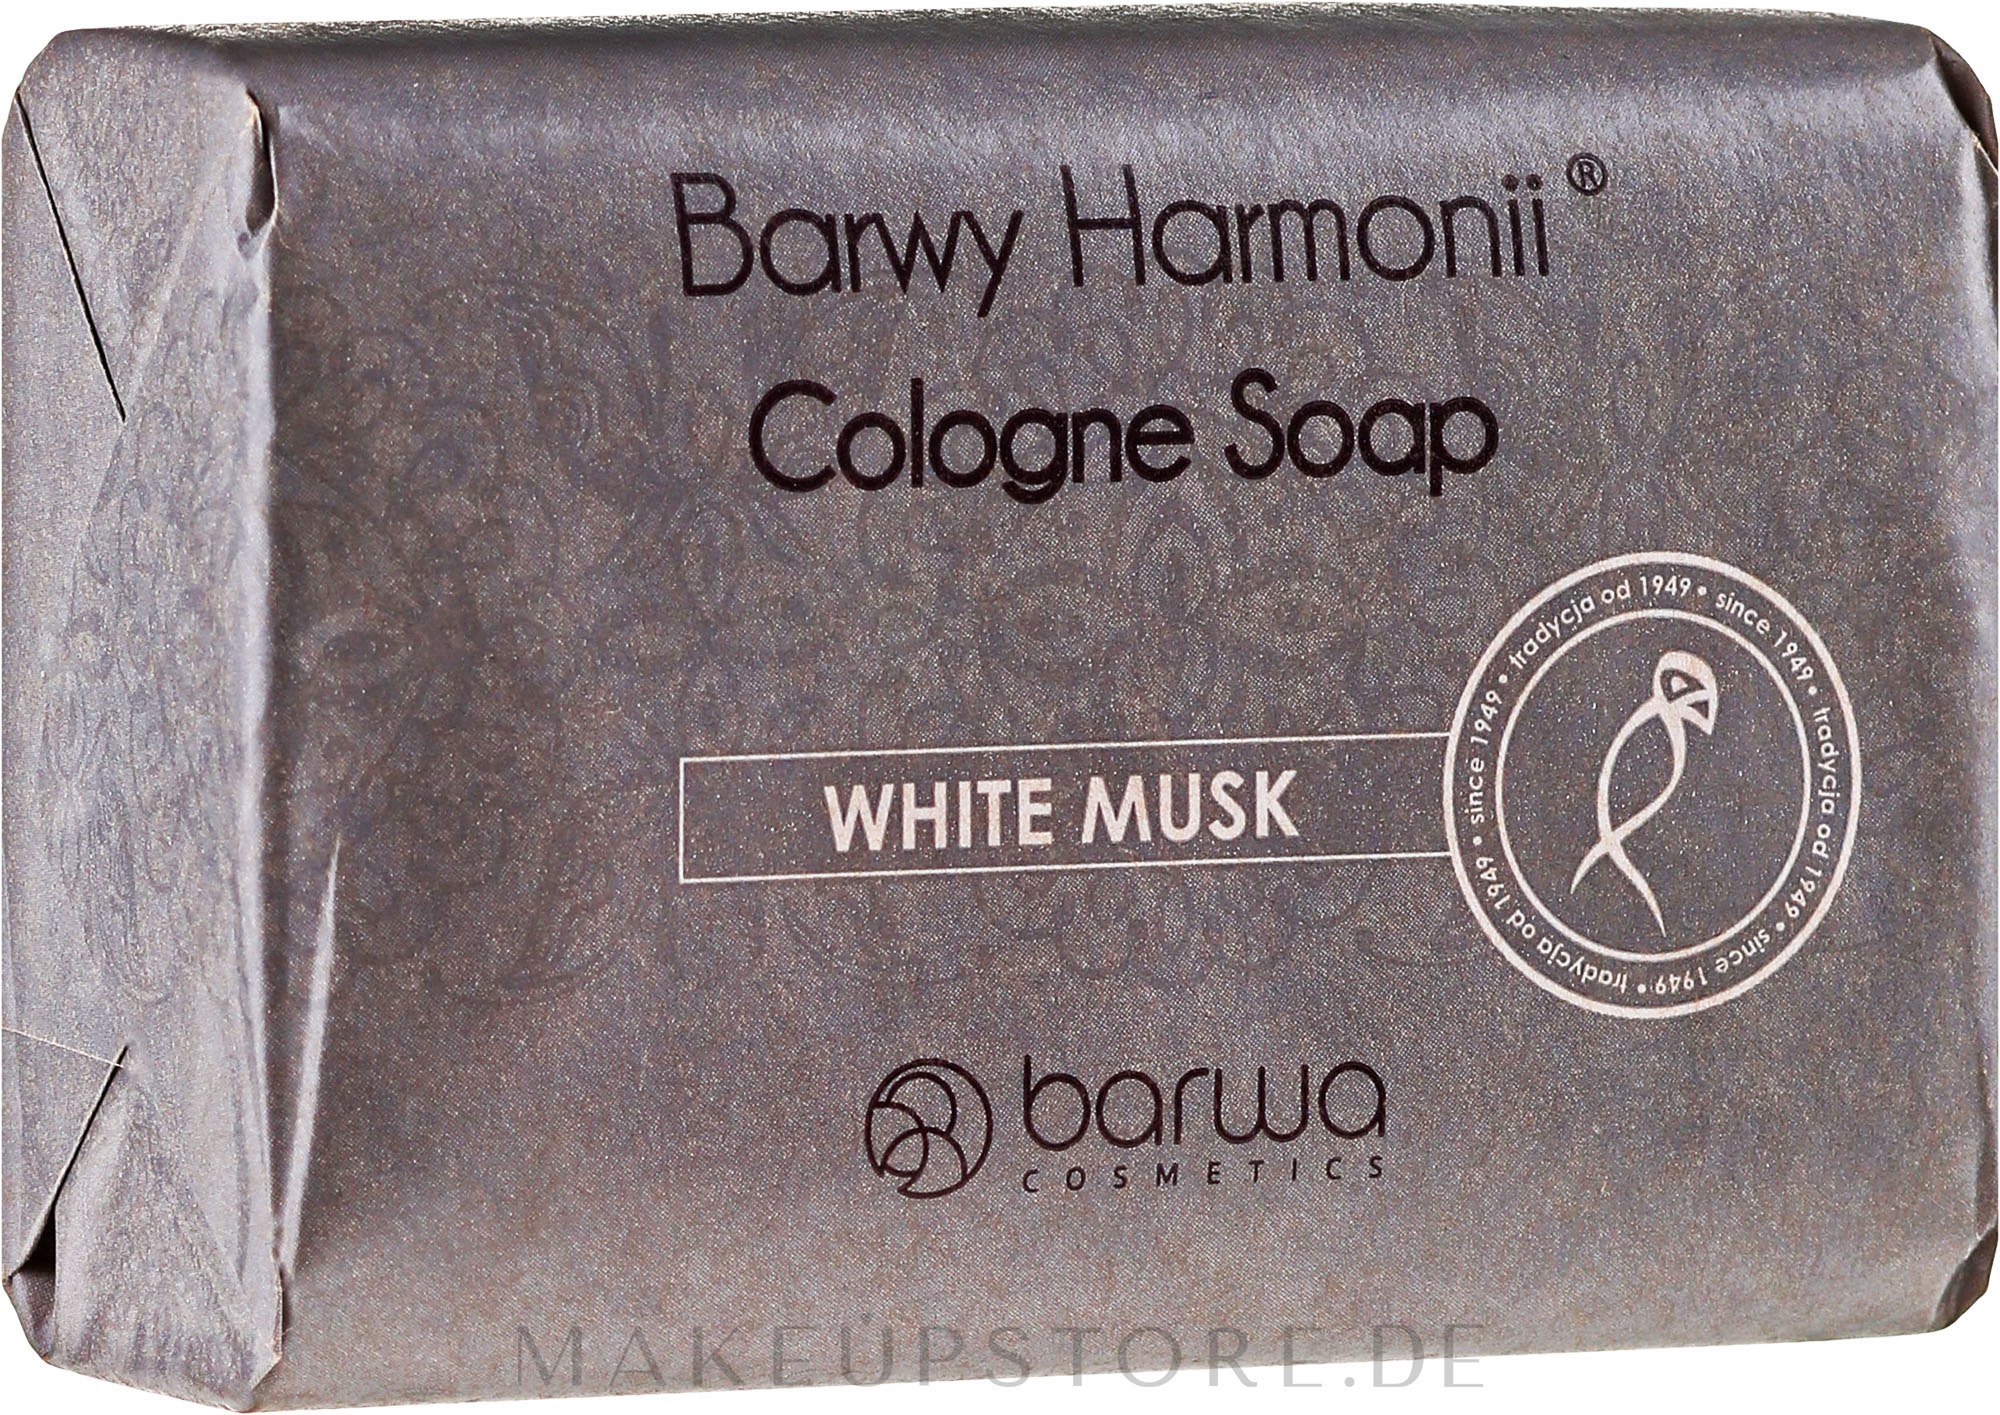 Barwy Harmonii®
Cologne Soap
WHITE MUSK
tradycja od 1949 • since 1949 • tradycja od 1949 • since 1949 • tradycja od 1949 • since 1949 •
barwa
COSMETICS
MAKEUPSTORE.DE